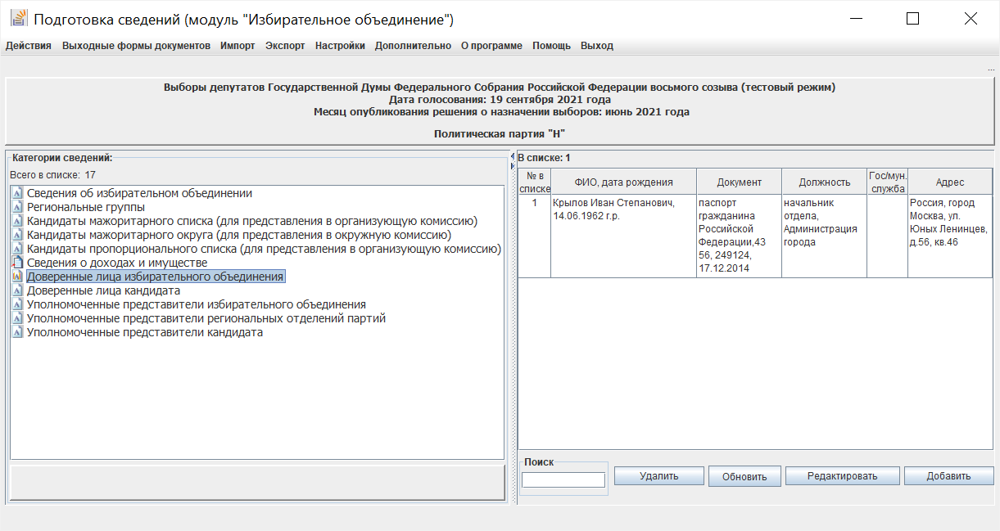 Подготовка сведений (модуль "Избирательное объединение")
Действия Выходные формы документов Импорт Экспорт Настройки Дополнительно О программе Помощь Выход
...
Выборы депутатов Государственной Думы Федерального Собрания Российской Федерации восьмого созыва (тестовый режим)
Дата голосования: 19 сентября 2021 года
Месяц опубликования решения о назначении выборов: июнь 2021 года
Политическая партия "Н"
Категории сведений:
Всего в списке: 17
Сведения об избирательном объединении
Региональные группы
Кандидаты мажоритарного списка (для представления в организующую комиссию)
Кандидаты мажоритарного округа (для представления в окружную комиссию)
Кандидаты пропорционального списка (для представления в организующую комиссию)
Сведения о доходах и имуществе
Доверенные лица избирательного объединения
Доверенные лица кандидата
Уполномоченные представители избирательного объединения
Уполномоченные представители региональных отделений партий
Уполномоченные представители кандидата
В списке: 1
№ в списке ФИО, дата рождения Документ Должность Гос/мун. служба Адрес
1 Крылов Иван Степанович, паспорт начальник Россия, город
14.06.1962 г.р. гражданина отдела, Москва, ул.
Российской Администрация Юных Ленинцев,
Федерации,43 города д.56, кв.46
56, 249124,
17.12.2014
Поиск
Удалить Обновить Редактировать Добавить